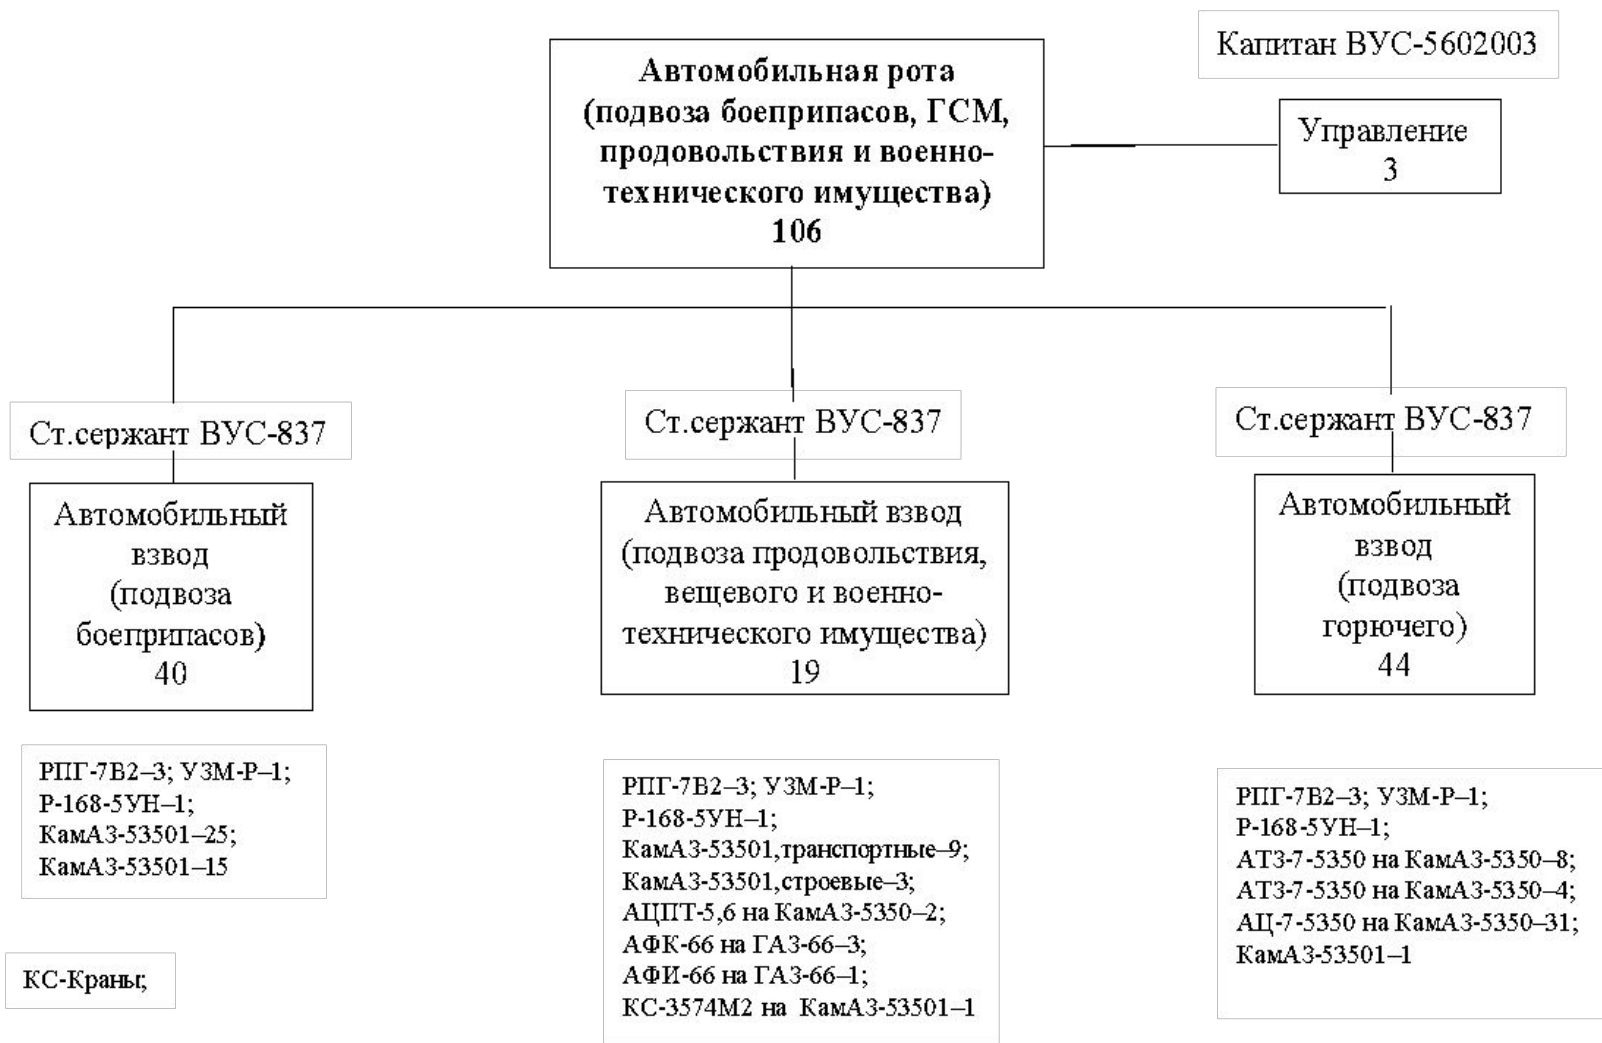 Капитан ВУС-5602003
Автомобильная рота
(подвоза боеприпасов, ГСМ,
продовольствия и военно-
технического имущества)
106
Управление
3
Ст.сержант ВУС-837
Автомобильный
взвод
(подвоза
боеприпасов)
40
РПГ-7В2–3; УЗМ-Р–1;
Р-168-5УН–1;
КамАЗ-53501–25;
КамАЗ-53501–15
КС-Краны;
Ст.сержант ВУС-837
Автомобильный взвод
(подвоза продовольствия,
вещевого и военно-
технического имущества)
19
РПГ-7В2–3; УЗМ-Р–1;
Р-168-5УН–1;
КамАЗ-53501,транспортные–9;
КамАЗ-53501,строевые–3;
АЦПТ-5,6 на КамАЗ-5350–2;
АФК-66 на ГАЗ-66–3;
АФИ-66 на ГАЗ-66–1;
КС-3574М2 на КамАЗ-53501–1
Ст.сержант ВУС-837
Автомобильный
взвод
(подвоза
горючего)
44
РПГ-7В2–3; УЗМ-Р–1;
Р-168-5УН–1;
АТЗ-7-5350 на КамАЗ-5350–8;
АТЗ-7-5350 на КамАЗ-5350–4;
АЦ-7-5350 на КамАЗ-5350–31;
КамАЗ-53501–1